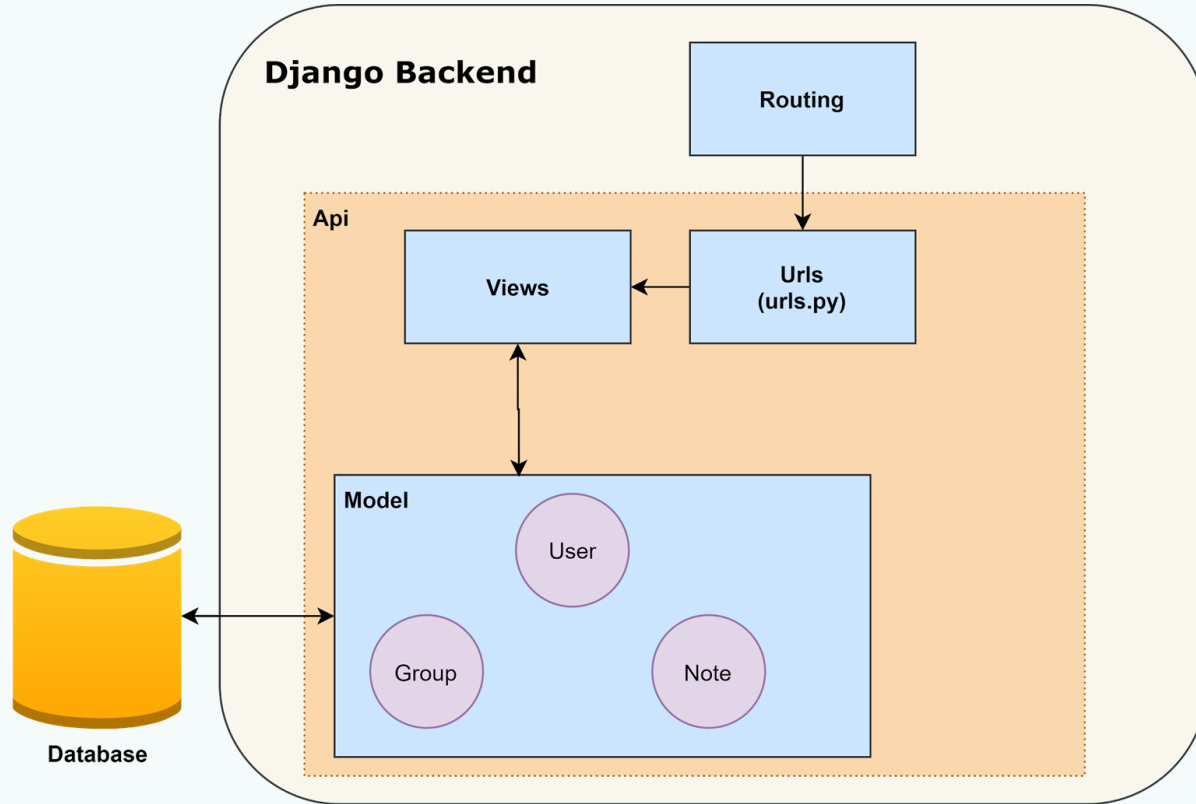 Django Backend
Routing
Api
Views
Urls
(urls.py)
Model
User
Group
Note
Database